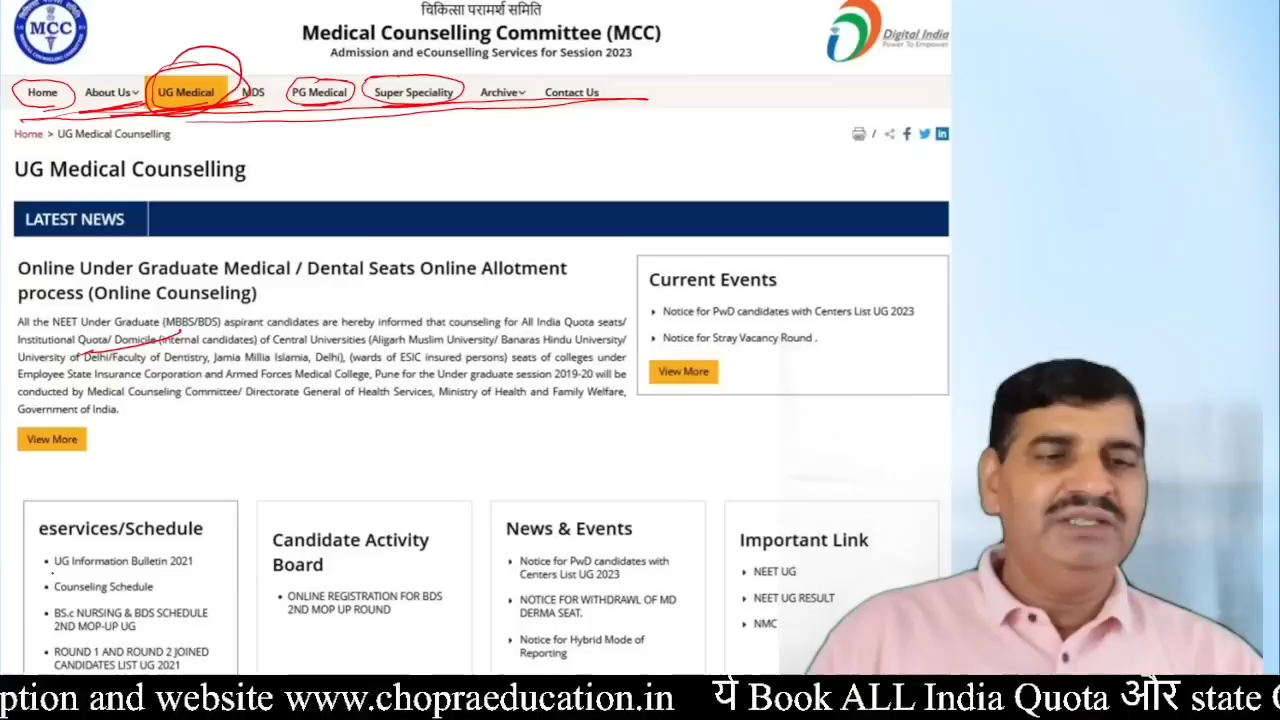 चिकित्सा परामर्श समिति
MCC
Medical Counselling Committee (MCC)
Admission and eCounselling Services for Session 2023
Digital India
Power To Empower
Home About Us UG Medical MDS PG Medical Super Speciality Archive Contact Us
Home > UG Medical Counselling
UG Medical Counselling
LATEST NEWS
Online Under Graduate Medical / Dental Seats Online Allotment
process (Online Counseling)
All the NEET Under Graduate (MBBS/BDS) aspirant candidates are hereby informed that counseling for All India Quota seats/
Institutional Quota/ Domicile (internal candidates) of Central Universities (Aligarh Muslim University/ Banaras Hindu University/
University of Delhi/Faculty of Dentistry, Jamia Millia Islamia, Delhi), (wards of ESIC insured persons) seats of colleges under
Employee State Insurance Corporation and Armed Forces Medical College, Pune for the Under graduate session 2019-20 will be
conducted by Medical Counseling Committee/ Directorate General of Health Services, Ministry of Health and Family Welfare,
Government of India.
View More
Current Events
Notice for PwD candidates with Centers List UG 2023
Notice for Stray Vacancy Round .
View More
eservices/Schedule
UG Information Bulletin 2021
Counseling Schedule
BS.c NURSING & BDS SCHEDULE
2ND MOP-UP UG
ROUND 1 AND ROUND 2 JOINED
CANDIDATES LIST UG 2021
Candidate Activity
Board
ONLINE REGISTRATION FOR BDS
2ND MOP UP ROUND
News & Events
Notice for PwD candidates with
Centers List UG 2023
NOTICE FOR WITHDRAWL OF MD
DERMA SEAT.
Notice for Hybrid Mode of
Reporting
Important Link
NEET UG
NEET UG RESULT
NMC
ption and website www.chopraeducation.in ये Book ALL India Quota और state